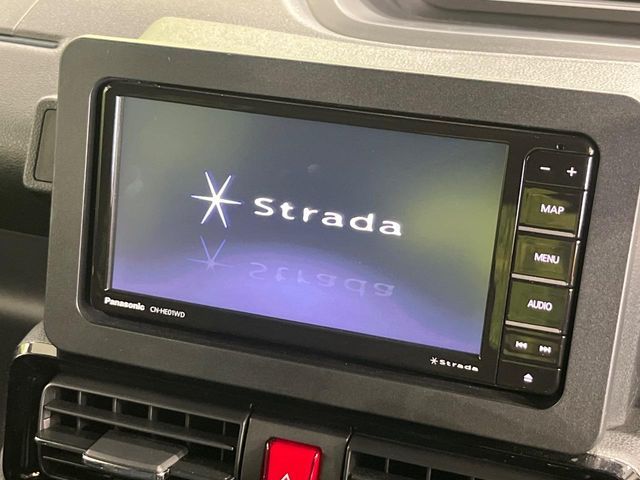 Strada
− +
MAP
MENU
AUDIO
Panasonic CN-HE01WD
Strada